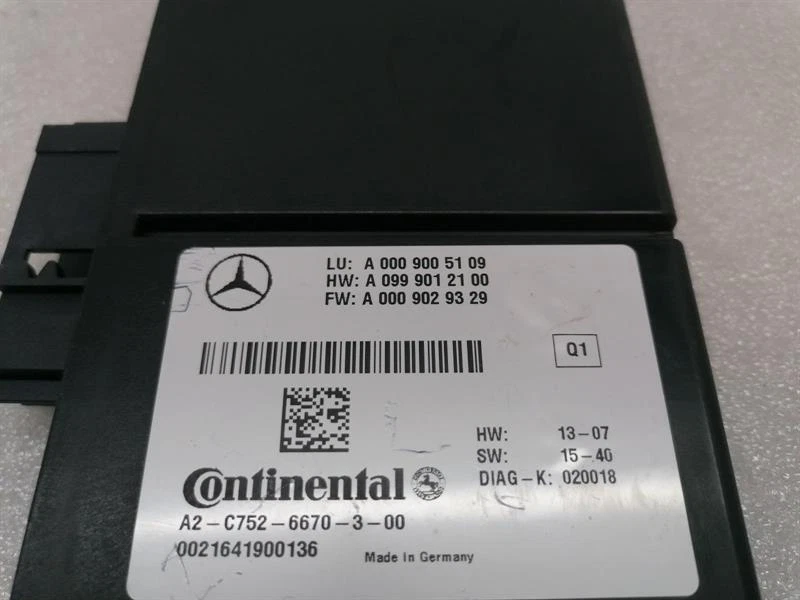 LU: A 000 900 51 09
HW: A 099 901 21 00
FW: A 000 902 93 29
Q1
HW: 13-07
SW: 15-40
DIAG-K: 020018
Continental
A2-C752-6670-3-00
0021641900136
Made in Germany